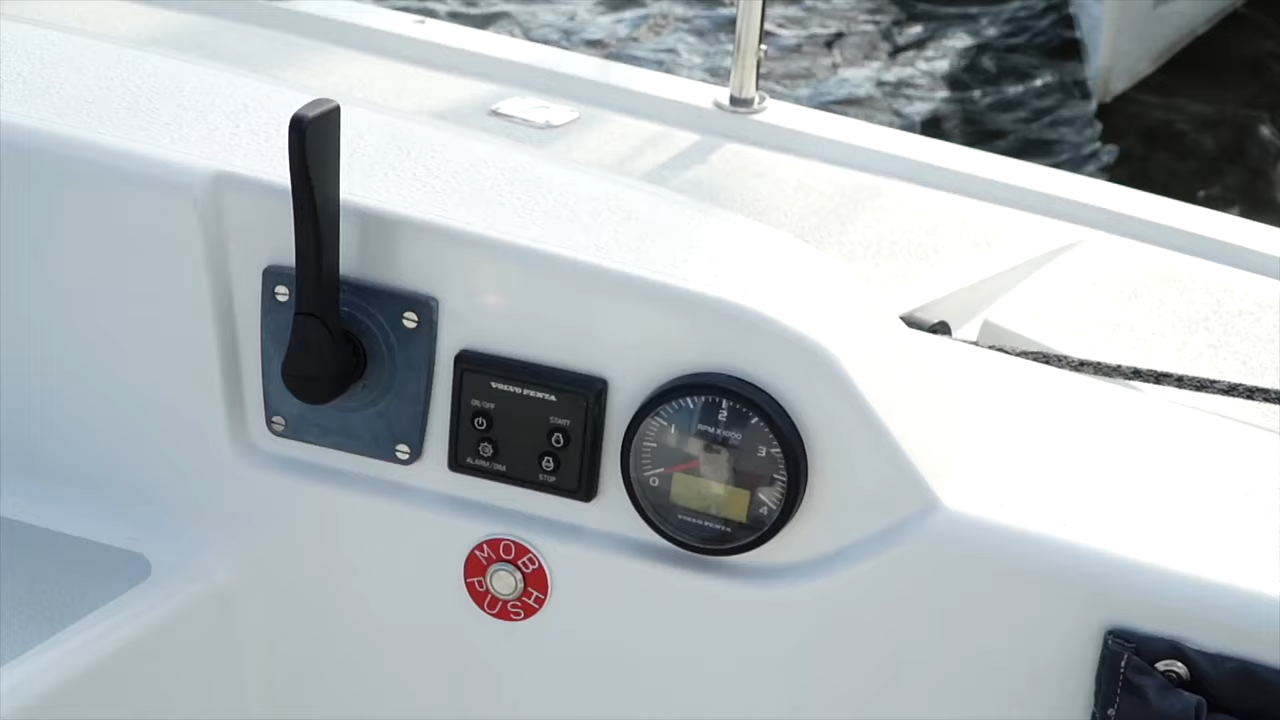 VOLVO PENTA
ON/OFF
START
ALARM/DIM
STOP
2
RPM X 1000
1
3
0
4
VOLVO PENTA
MOB
PUSH